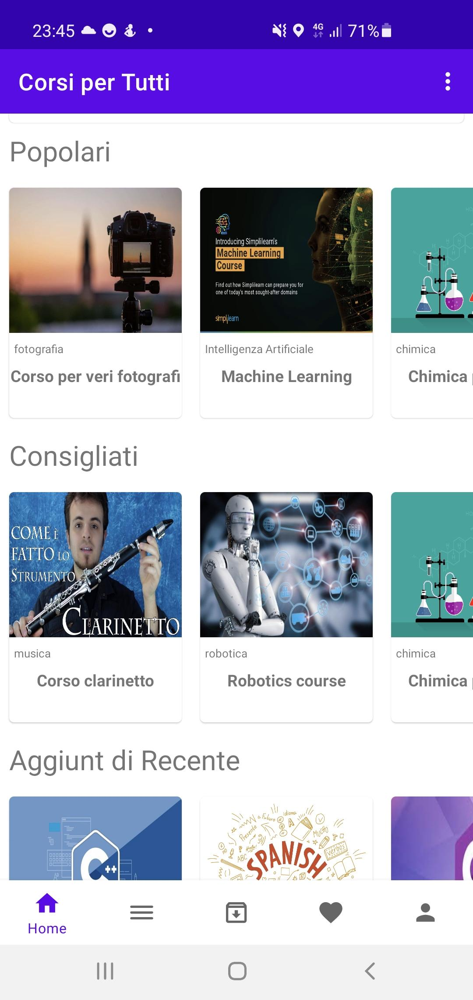 23:45
4G
71%
Corsi per Tutti
Popolari
Introducing Simplilearn's
Machine Learning
Course
Find out how Simplilearn can prepare you for
one of today's most sought-after domains
simplilearn
fotografia
Intelligenza Artificiale
chimica
Corso per veri fotografi
Machine Learning
Chimica
Consigliati
COME È
FATTO LO
STRUMENTO
CLARINETTO
musica
robotica
chimica
Corso clarinetto
Robotics course
Chimica
Aggiunt di Recente
C++
idioma
Futuro
Presente
Mucho
Hola!
ABC
no
Verbos
SPANISH
Home